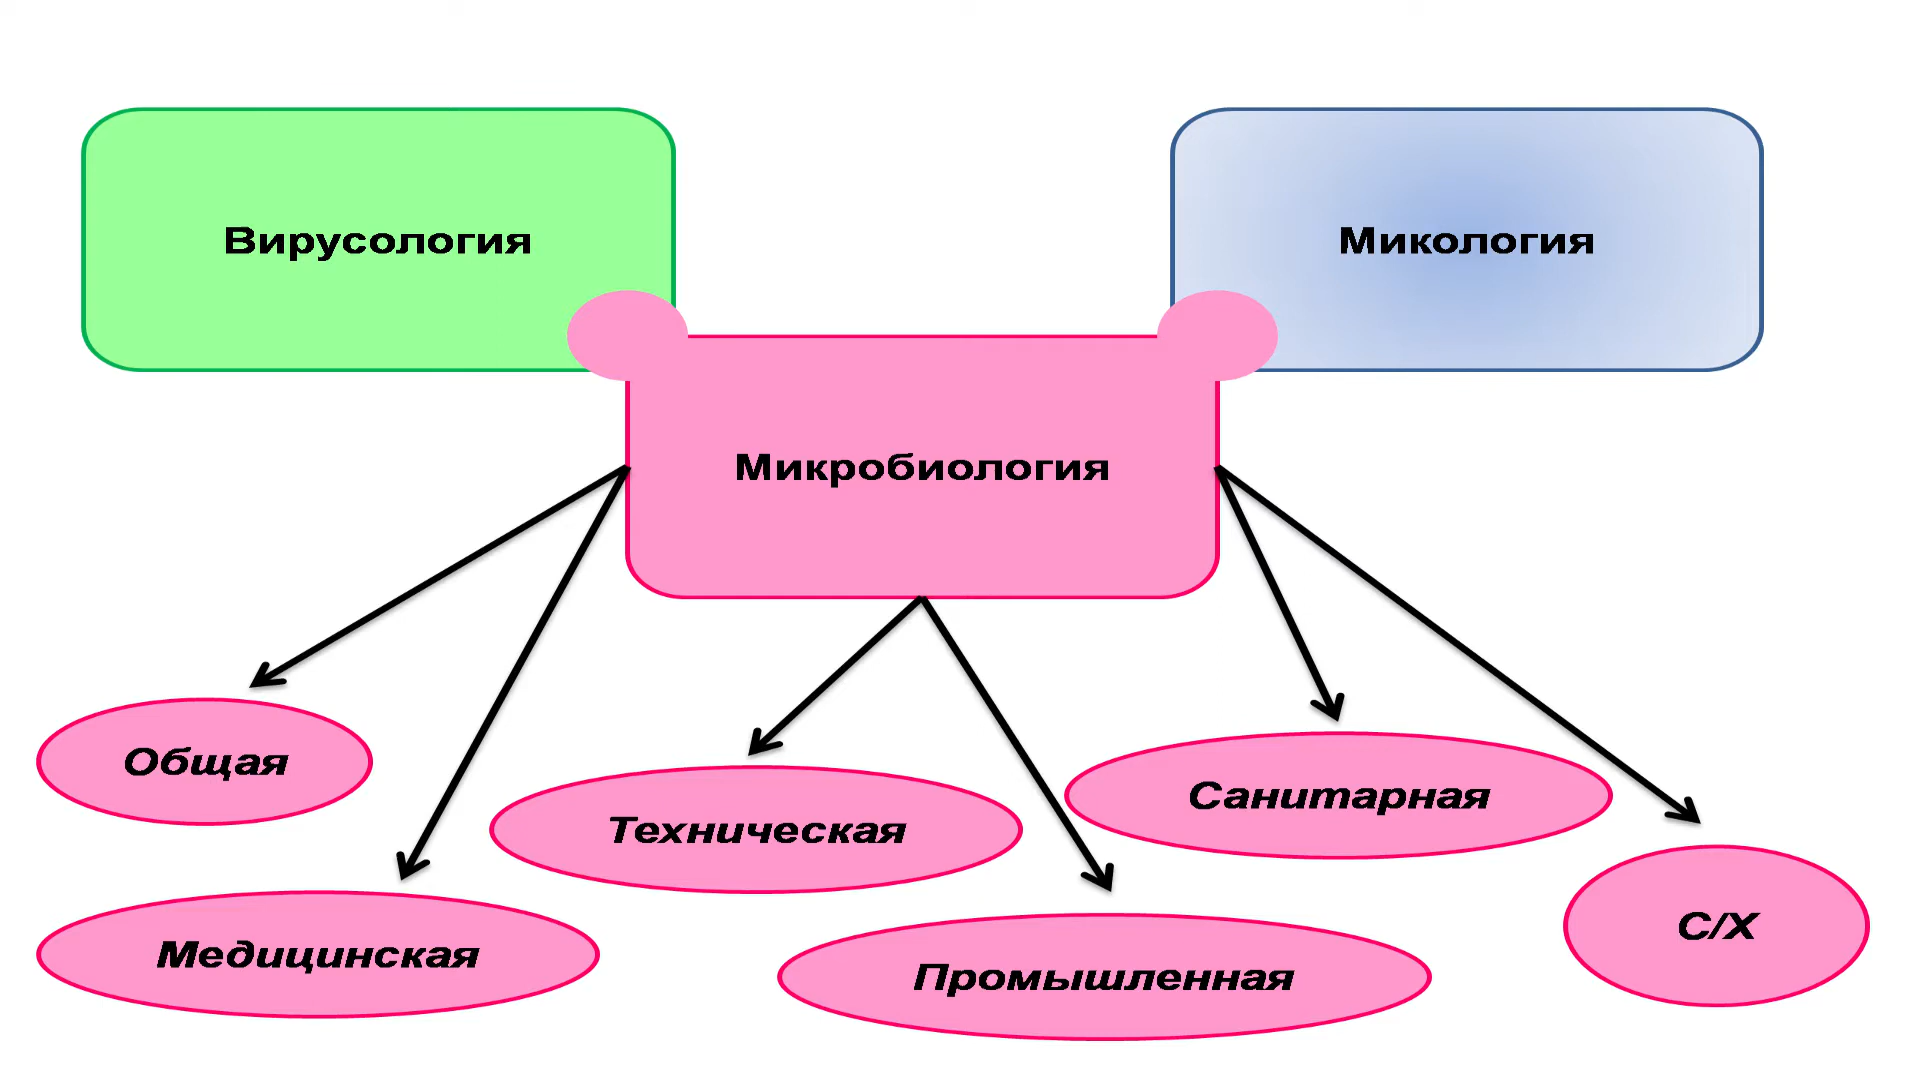 Вирусология
Микология
Микробиология
Общая
Техническая
Санитарная
Медицинская
Промышленная
С/Х